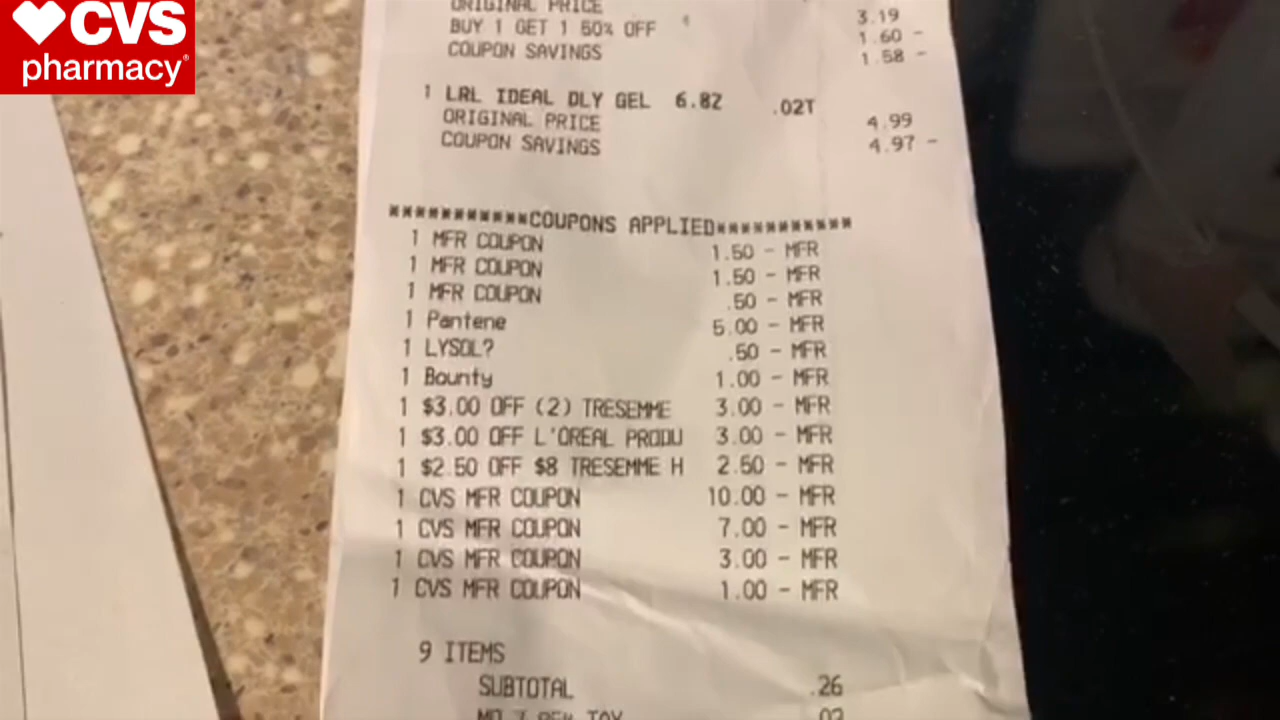 CVS
pharmacy®
ORIGINAL PRICE 3.19
BUY 1 GET 1 50% OFF 1.60 -
COUPON SAVINGS 1.58 -
1 LRL IDEAL DLY GEL 6.8Z .02T
ORIGINAL PRICE 4.99
COUPON SAVINGS 4.97 -
***********COUPONS APPLIED***********
1 MFR COUPON 1.50 - MFR
1 MFR COUPON 1.50 - MFR
1 MFR COUPON .50 - MFR
1 Pantene 5.00 - MFR
1 LYSOL? .50 - MFR
1 Bounty 1.00 - MFR
1 $3.00 OFF (2) TRESEMME 3.00 - MFR
1 $3.00 OFF L'OREAL PRODU 3.00 - MFR
1 $2.50 OFF $8 TRESEMME H 2.50 - MFR
1 CVS MFR COUPON 10.00 - MFR
1 CVS MFR COUPON 7.00 - MFR
1 CVS MFR COUPON 3.00 - MFR
1 CVS MFR COUPON 1.00 - MFR
9 ITEMS
SUBTOTAL .26
TAX .02